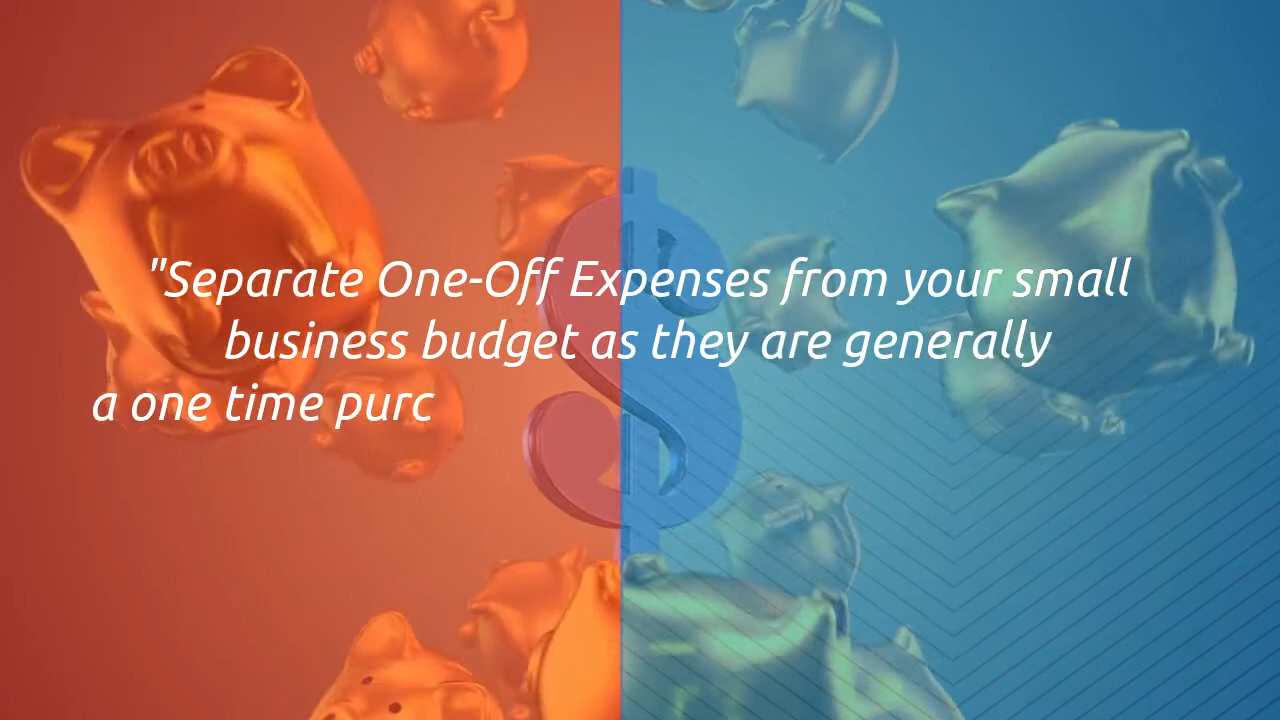 "Separate One-Off Expenses from your small
business budget as they are generally
a one time purc